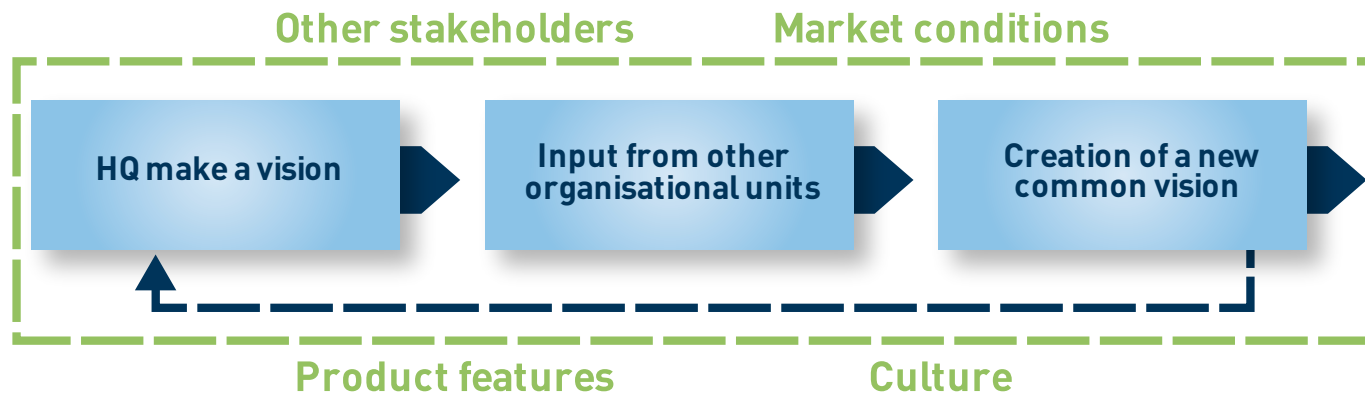 Other stakeholders
Market conditions
HQ make a vision
Input from other
organisational units
Creation of a new
common vision
Product features
Culture